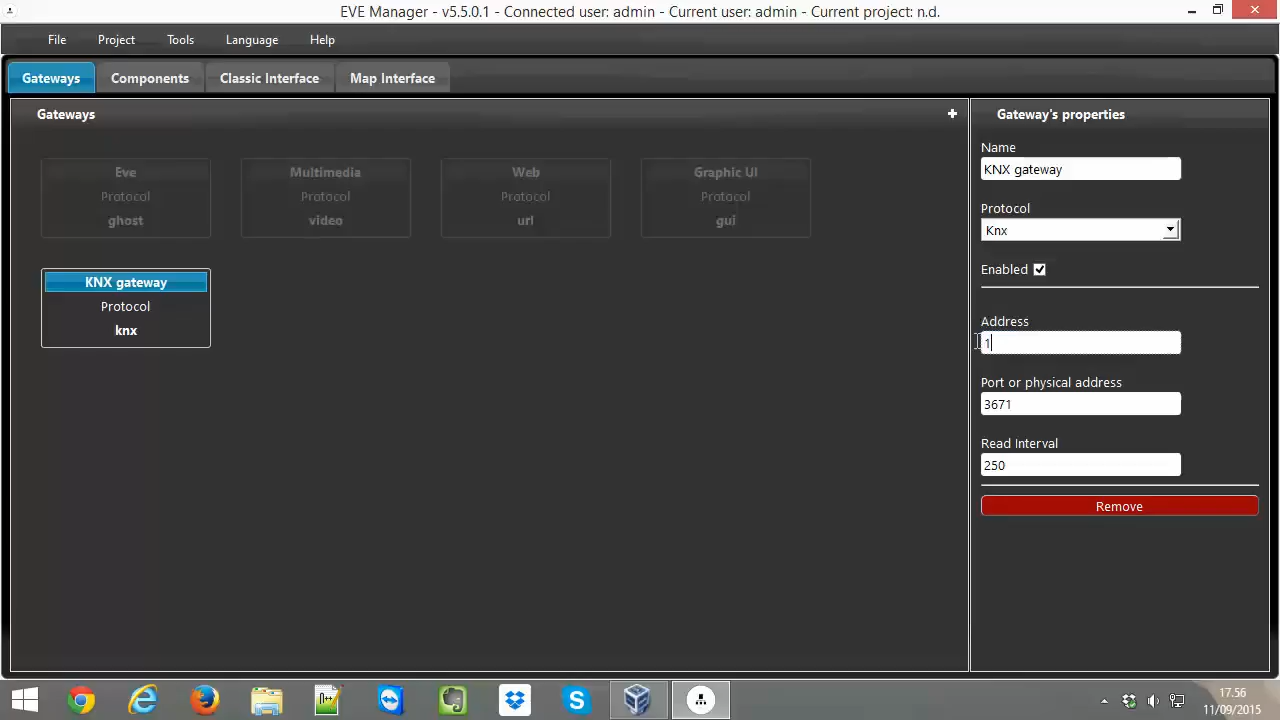 EVE Manager - v5.5.0.1 - Connected user: admin - Current user: admin - Current project: n.d.
File Project Tools Language Help
Gateways Components Classic Interface Map Interface
Gateways
Eve
Protocol
ghost
Multimedia
Protocol
video
Web
Protocol
url
Graphic UI
Protocol
gui
KNX gateway
Protocol
knx
Gateway's properties
Name
KNX gateway
Protocol
Knx
Enabled
Address
1
Port or physical address
3671
Read Interval
250
Remove
17.56
11/09/2015